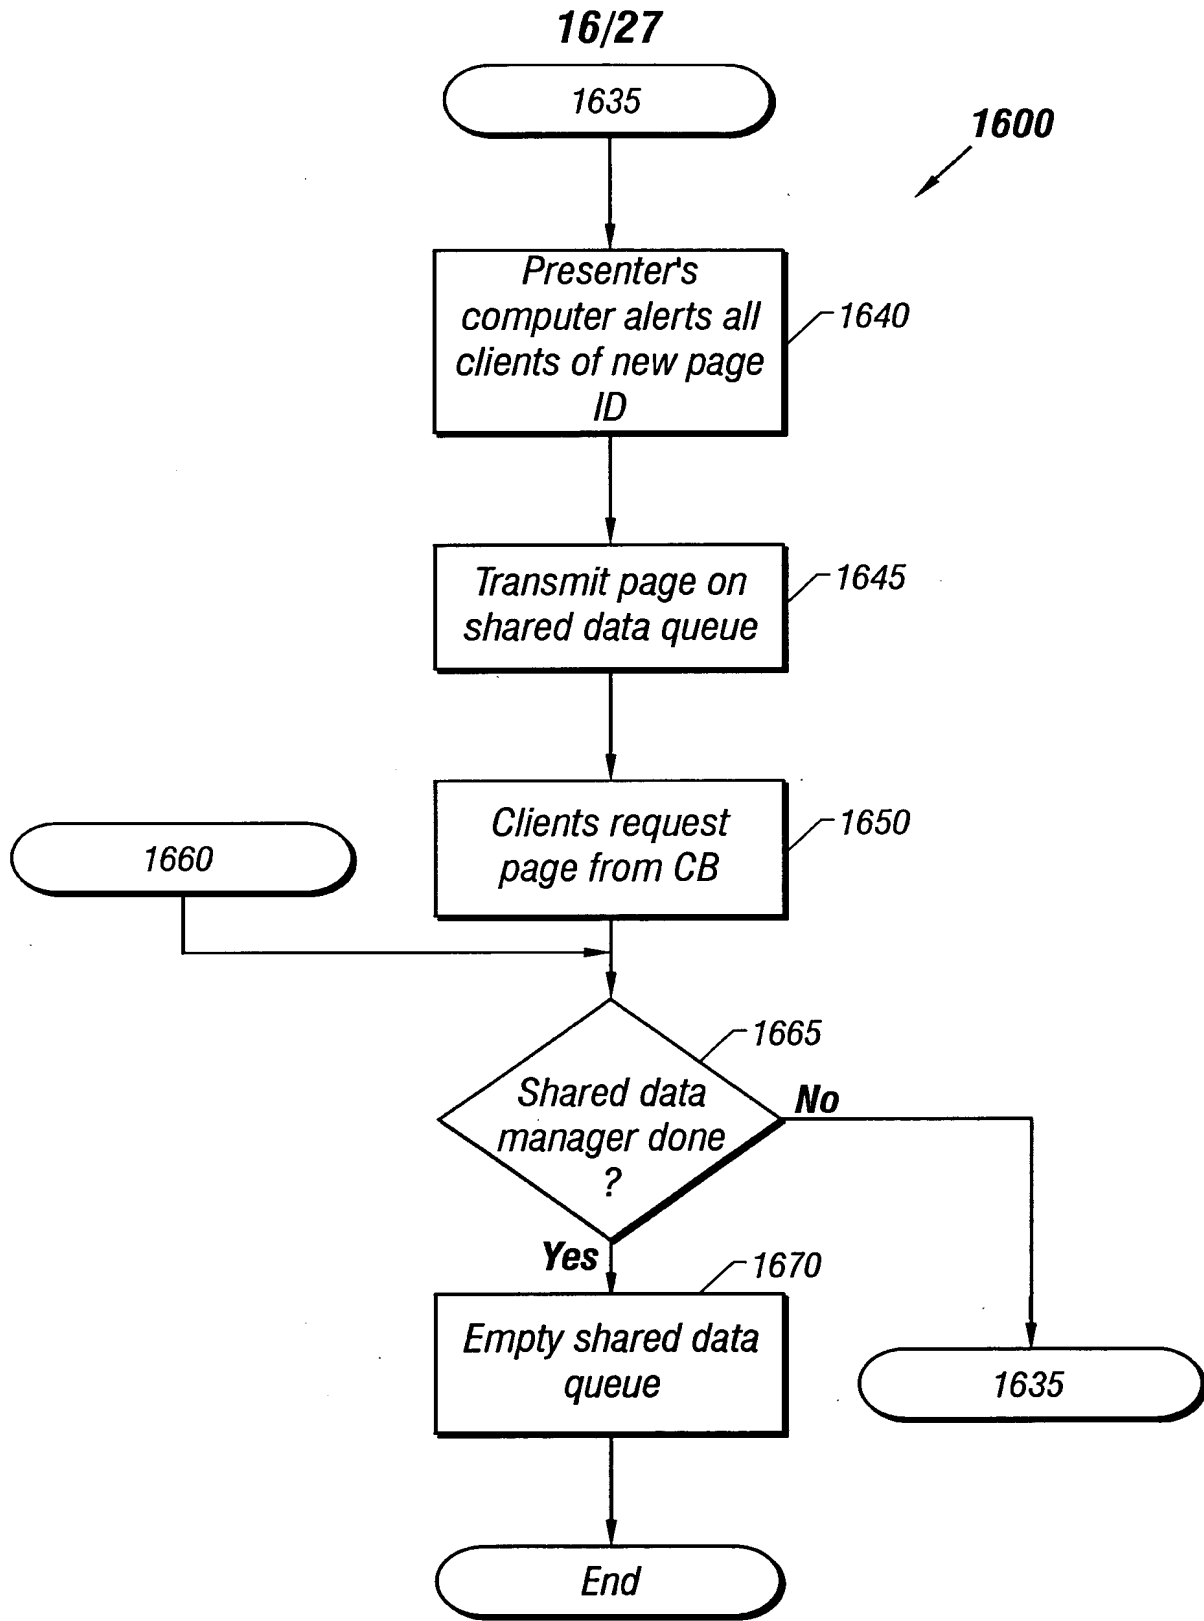 16/27
1635
1600
Presenter's
computer alerts all
clients of new page
ID
1640
Transmit page on
shared data queue
1645
Clients request
page from CB
1650
1660
1665
Shared data
manager done
?
No
Yes
1670
Empty shared data
queue
1635
End